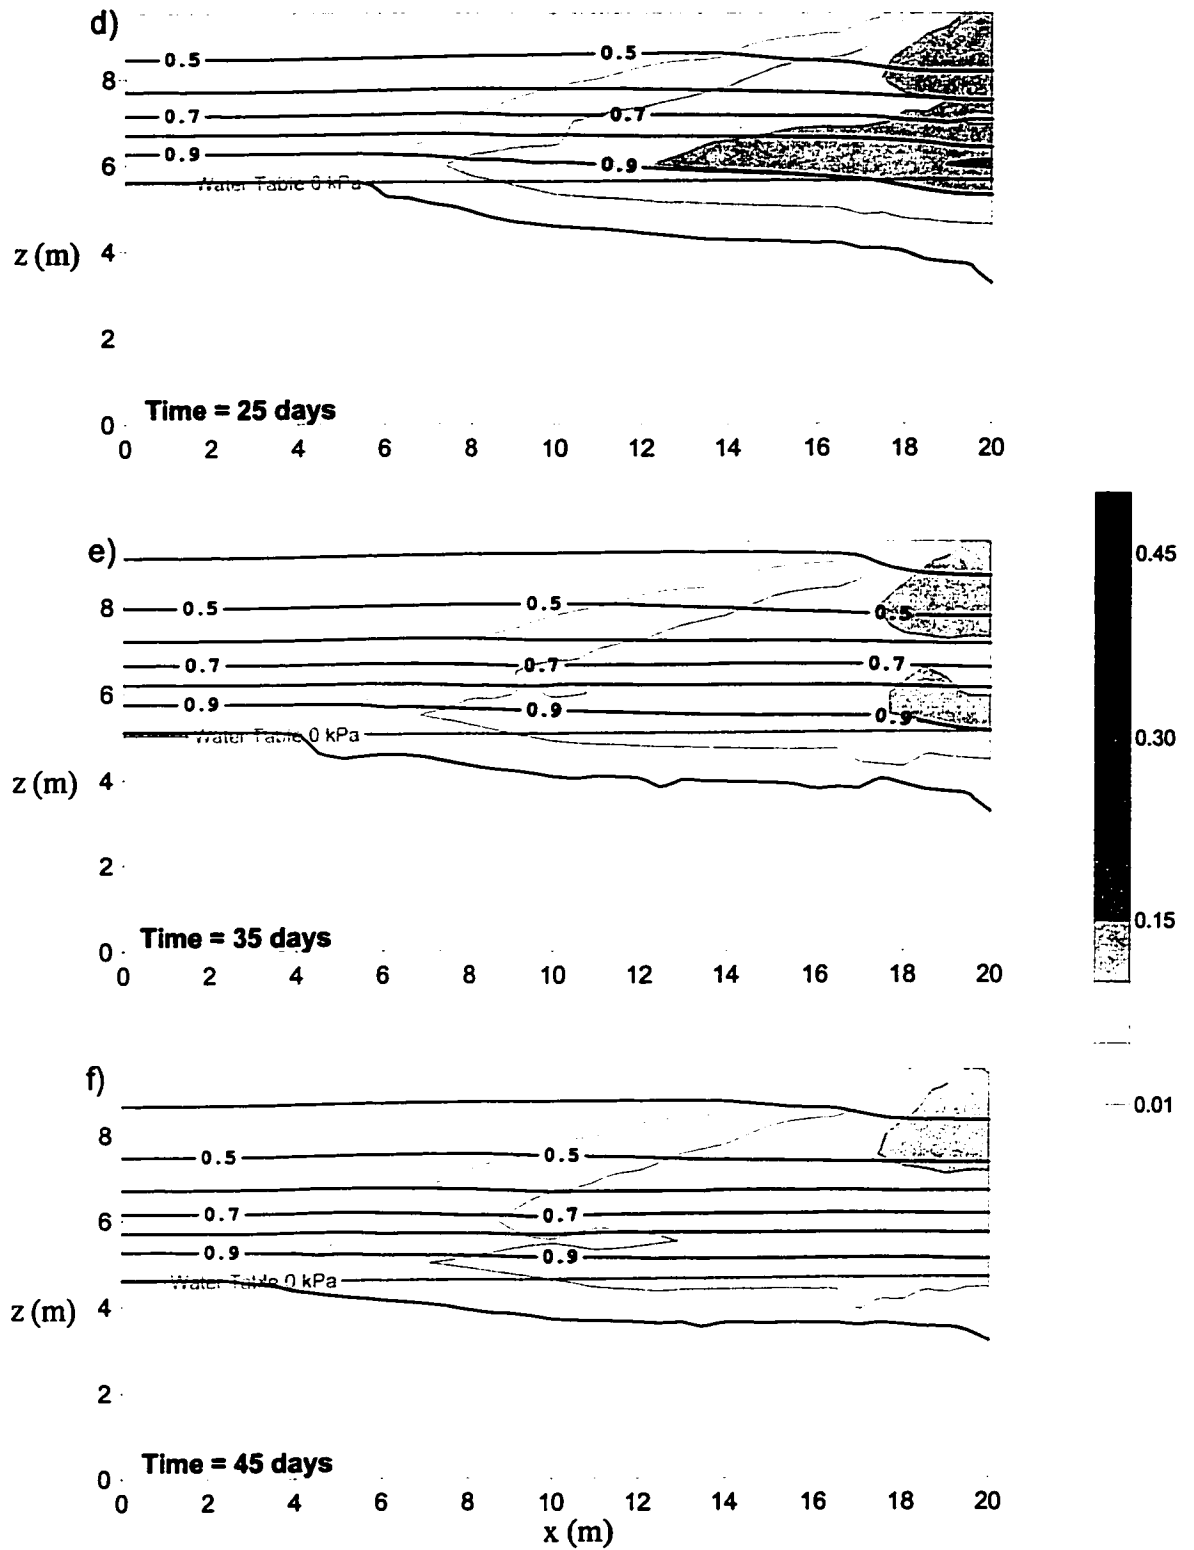 d)
0.5 0.5
8
0.7 0.7
0.9 0.9
6
Water Table 0 kPa
4
z (m)
2
0
Time = 25 days
0 2 4 6 8 10 12 14 16 18 20
e)
0.45
8
0.5 0.5 0.5
0.7 0.7 0.7
6
0.9 0.9 0.9
Water Table 0 kPa
0.30
4
z (m)
2
0.15
0
Time = 35 days
0 2 4 6 8 10 12 14 16 18 20
f)
0.01
8
0.5 0.5
0.7 0.7
6
0.9 0.9
Water Table 0 kPa
4
z (m)
2
0
Time = 45 days
0 2 4 6 8 10 12 14 16 18 20
x (m)